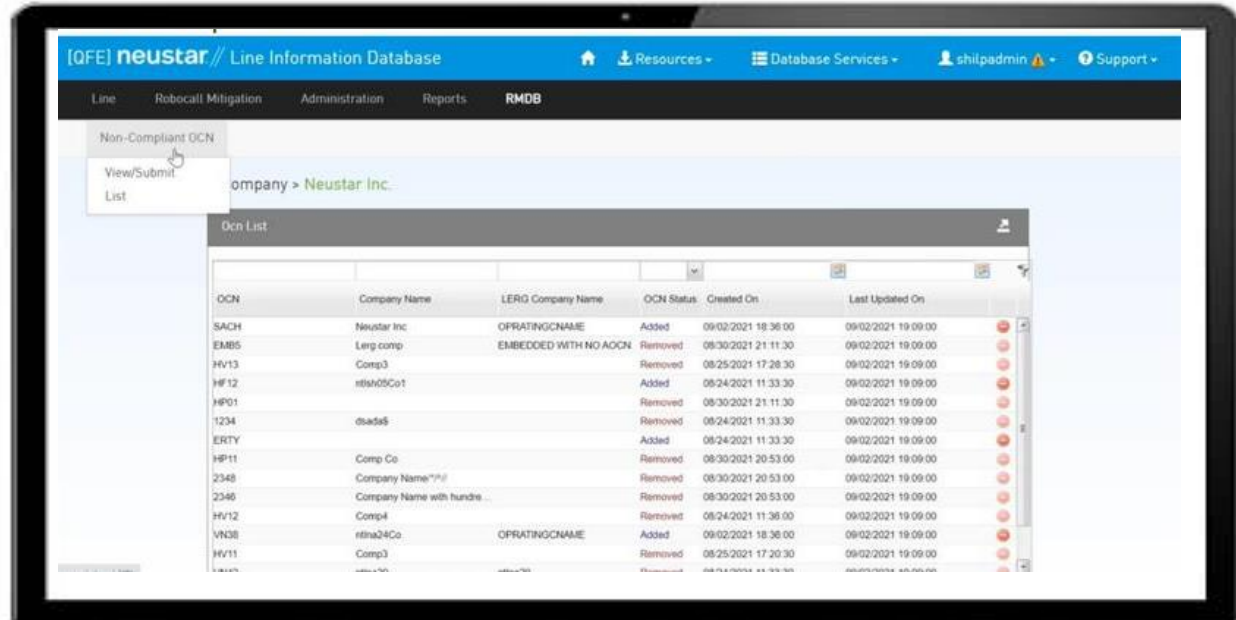 [QFE] neustar // Line Information Database Resources Database Services shilpadmin Support
Line Robocall Mitigation Administration Reports RMDB
Non-Compliant OCN
View/Submit
List
ompany > Neustar Inc.
Ocn List
OCN Company Name LERG Company Name OCN Status Created On Last Updated On
SACH Neustar Inc OPRATINGCNAME Added 09/02/2021 18:36:00 09/02/2021 19:09:00
EMB5 Lerg comp EMBEDDED WITH NO AOCN Removed 08/30/2021 21:11:30 09/02/2021 19:09:00
HV13 Comp3 Removed 08/25/2021 17:28:30 09/02/2021 19:09:00
HF12 Added 08/24/2021 11:33:30 09/02/2021 19:09:00
HP01 Removed 08/30/2021 21:11:30 09/02/2021 19:09:00
1234 Removed 08/24/2021 11:33:30 09/02/2021 19:09:00
ERTY Added 08/24/2021 11:33:30 09/02/2021 19:09:00
HP11 Comp Co Removed 08/30/2021 20:53:00 09/02/2021 19:09:00
2348 Company Name Removed 08/30/2021 20:53:00 09/02/2021 19:09:00
2346 Company Name with hundre... Removed 08/30/2021 20:53:00 09/02/2021 19:09:00
HV12 Comp4 Removed 08/24/2021 11:36:00 09/02/2021 19:09:00
VN38 ntlna24Co OPRATINGCNAME Added 09/02/2021 18:36:00 09/02/2021 19:09:00
HV11 Comp3 Removed 08/25/2021 17:20:30 09/02/2021 19:09:00